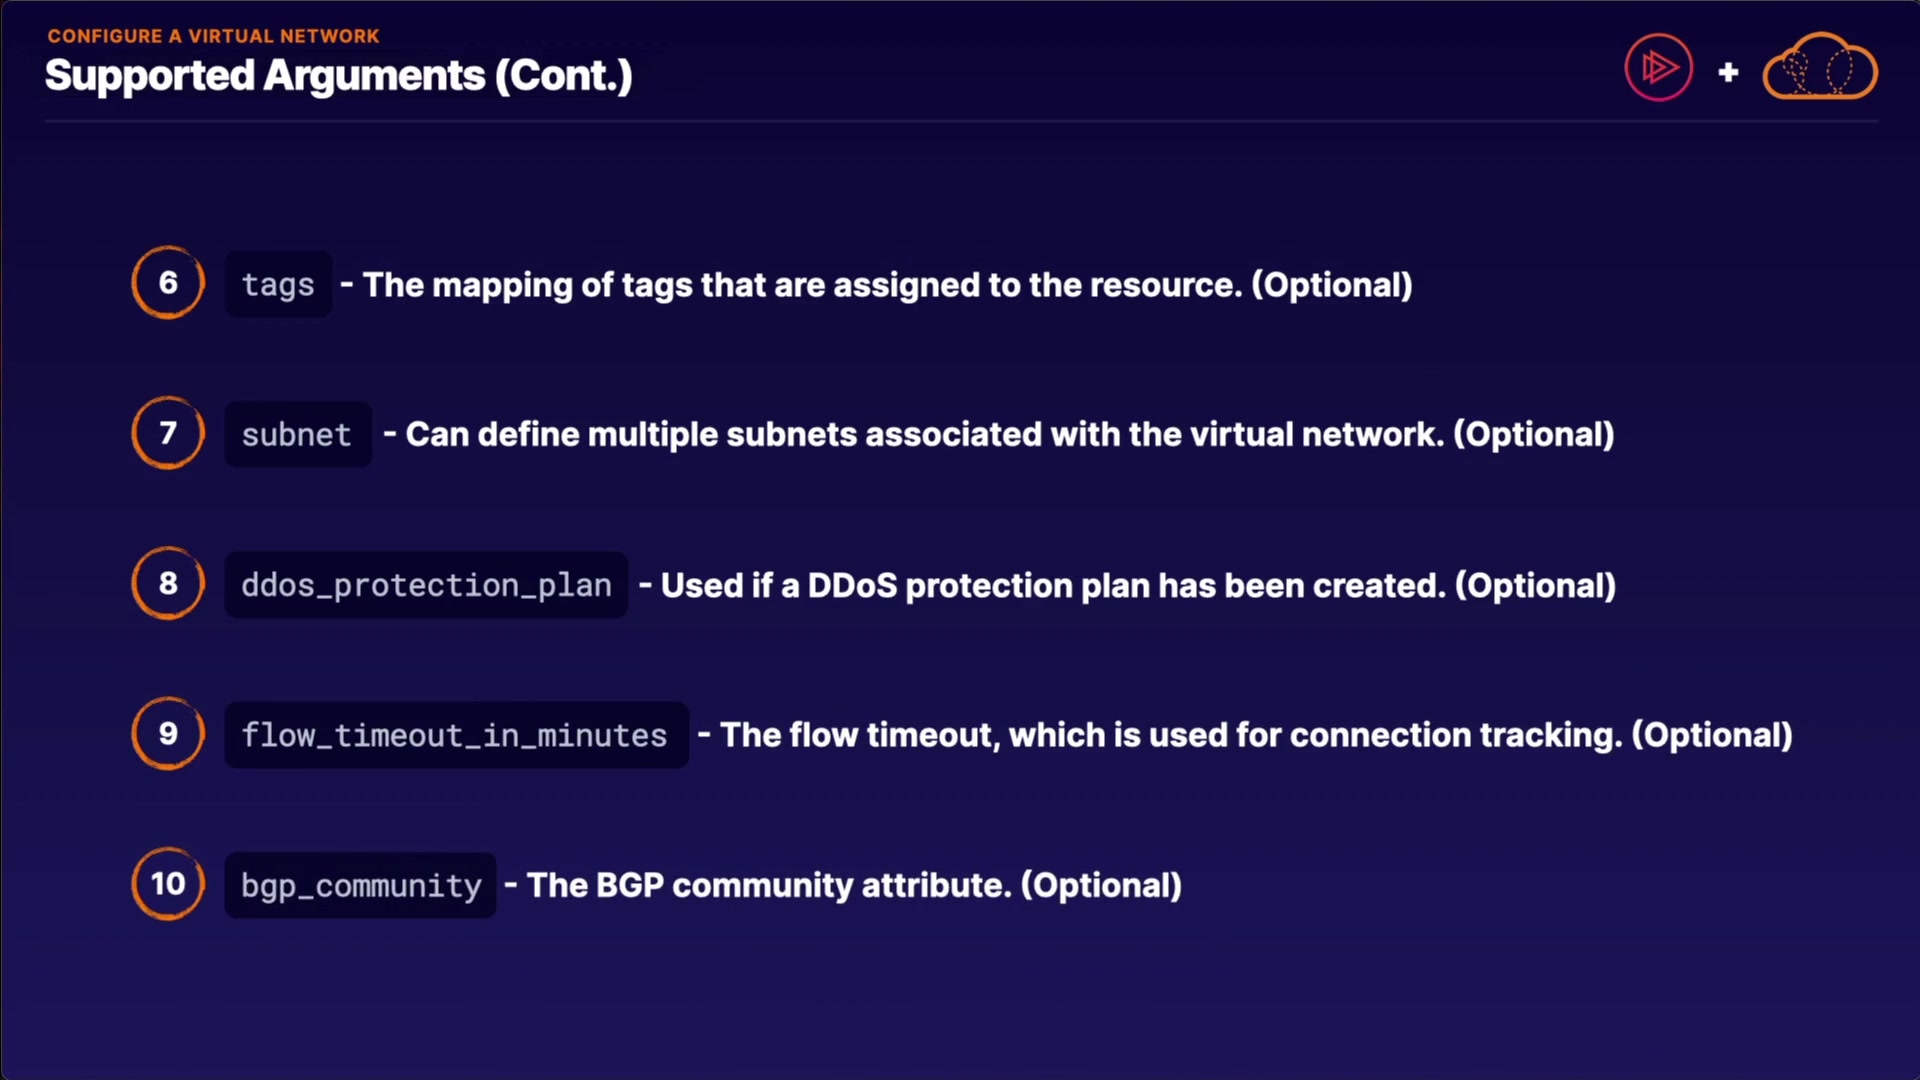 CONFIGURE A VIRTUAL NETWORK
Supported Arguments (Cont.)
+
6 tags - The mapping of tags that are assigned to the resource. (Optional)
7 subnet - Can define multiple subnets associated with the virtual network. (Optional)
8 ddos_protection_plan - Used if a DDoS protection plan has been created. (Optional)
9 flow_timeout_in_minutes - The flow timeout, which is used for connection tracking. (Optional)
10 bgp_community - The BGP community attribute. (Optional)